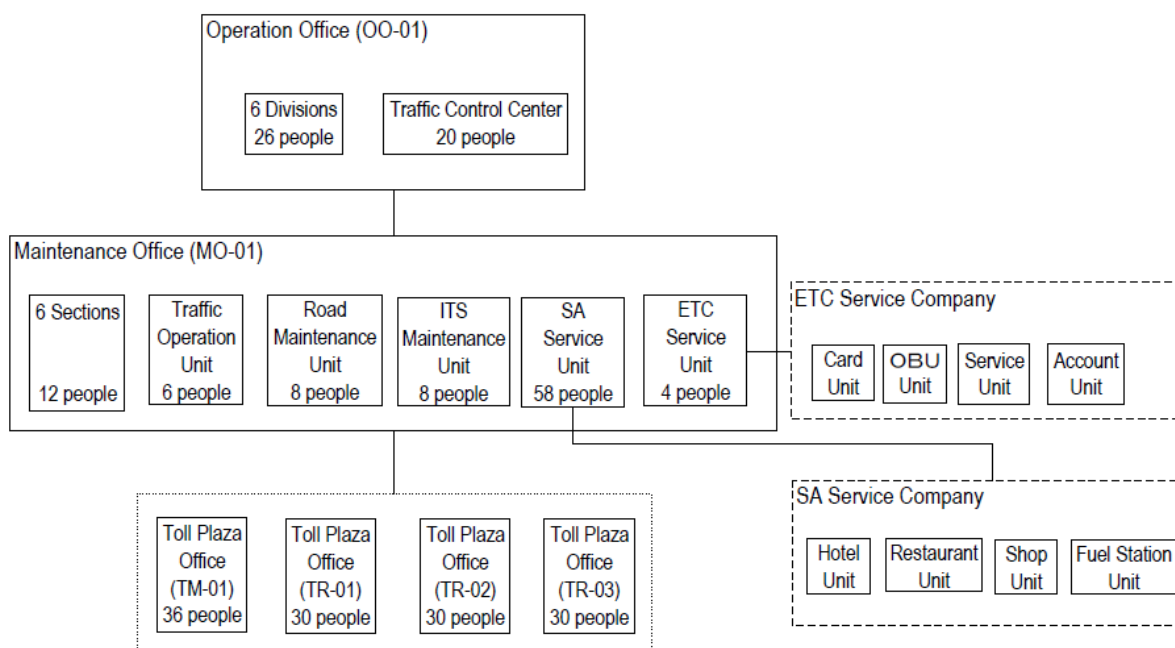 Operation Office (OO-01)
6 Divisions
26 people
Traffic Control Center
20 people
Maintenance Office (MO-01)
6 Sections
12 people
Traffic
Operation
Unit
6 people
Road
Maintenance
Unit
8 people
ITS
Maintenance
Unit
8 people
SA
Service
Unit
58 people
ETC
Service
Unit
4 people
ETC Service Company
Card
Unit
OBU
Unit
Service
Unit
Account
Unit
SA Service Company
Hotel
Unit
Restaurant
Unit
Shop
Unit
Fuel Station
Unit
Toll Plaza
Office
(TM-01)
36 people
Toll Plaza
Office
(TR-01)
30 people
Toll Plaza
Office
(TR-02)
30 people
Toll Plaza
Office
(TR-03)
30 people